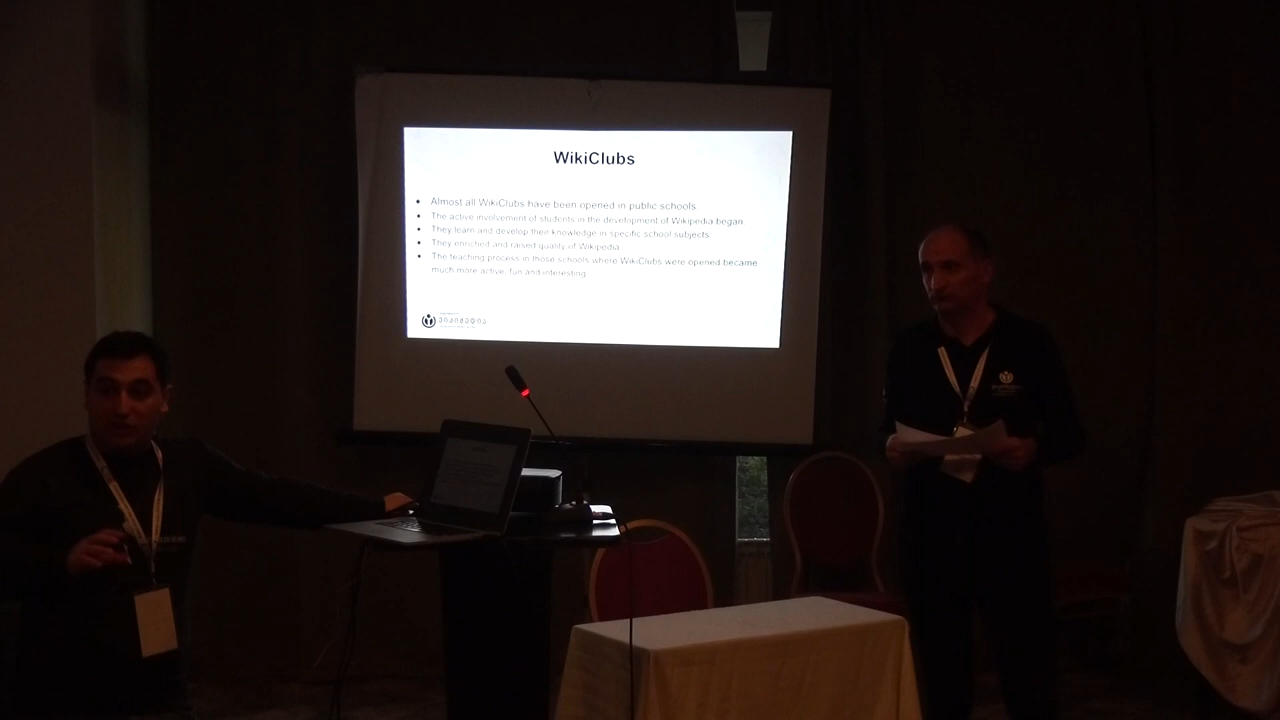 WikiClubs
• Almost all WikiClubs have been opened in public schools.
• The active involvement of students in the development of Wikipedia began.
• They learn and develop their knowledge in specific school subjects.
• They enriched and raised quality of Wikipedia.
• The teaching process in those schools where WikiClubs were opened became
much more active, fun and interesting.